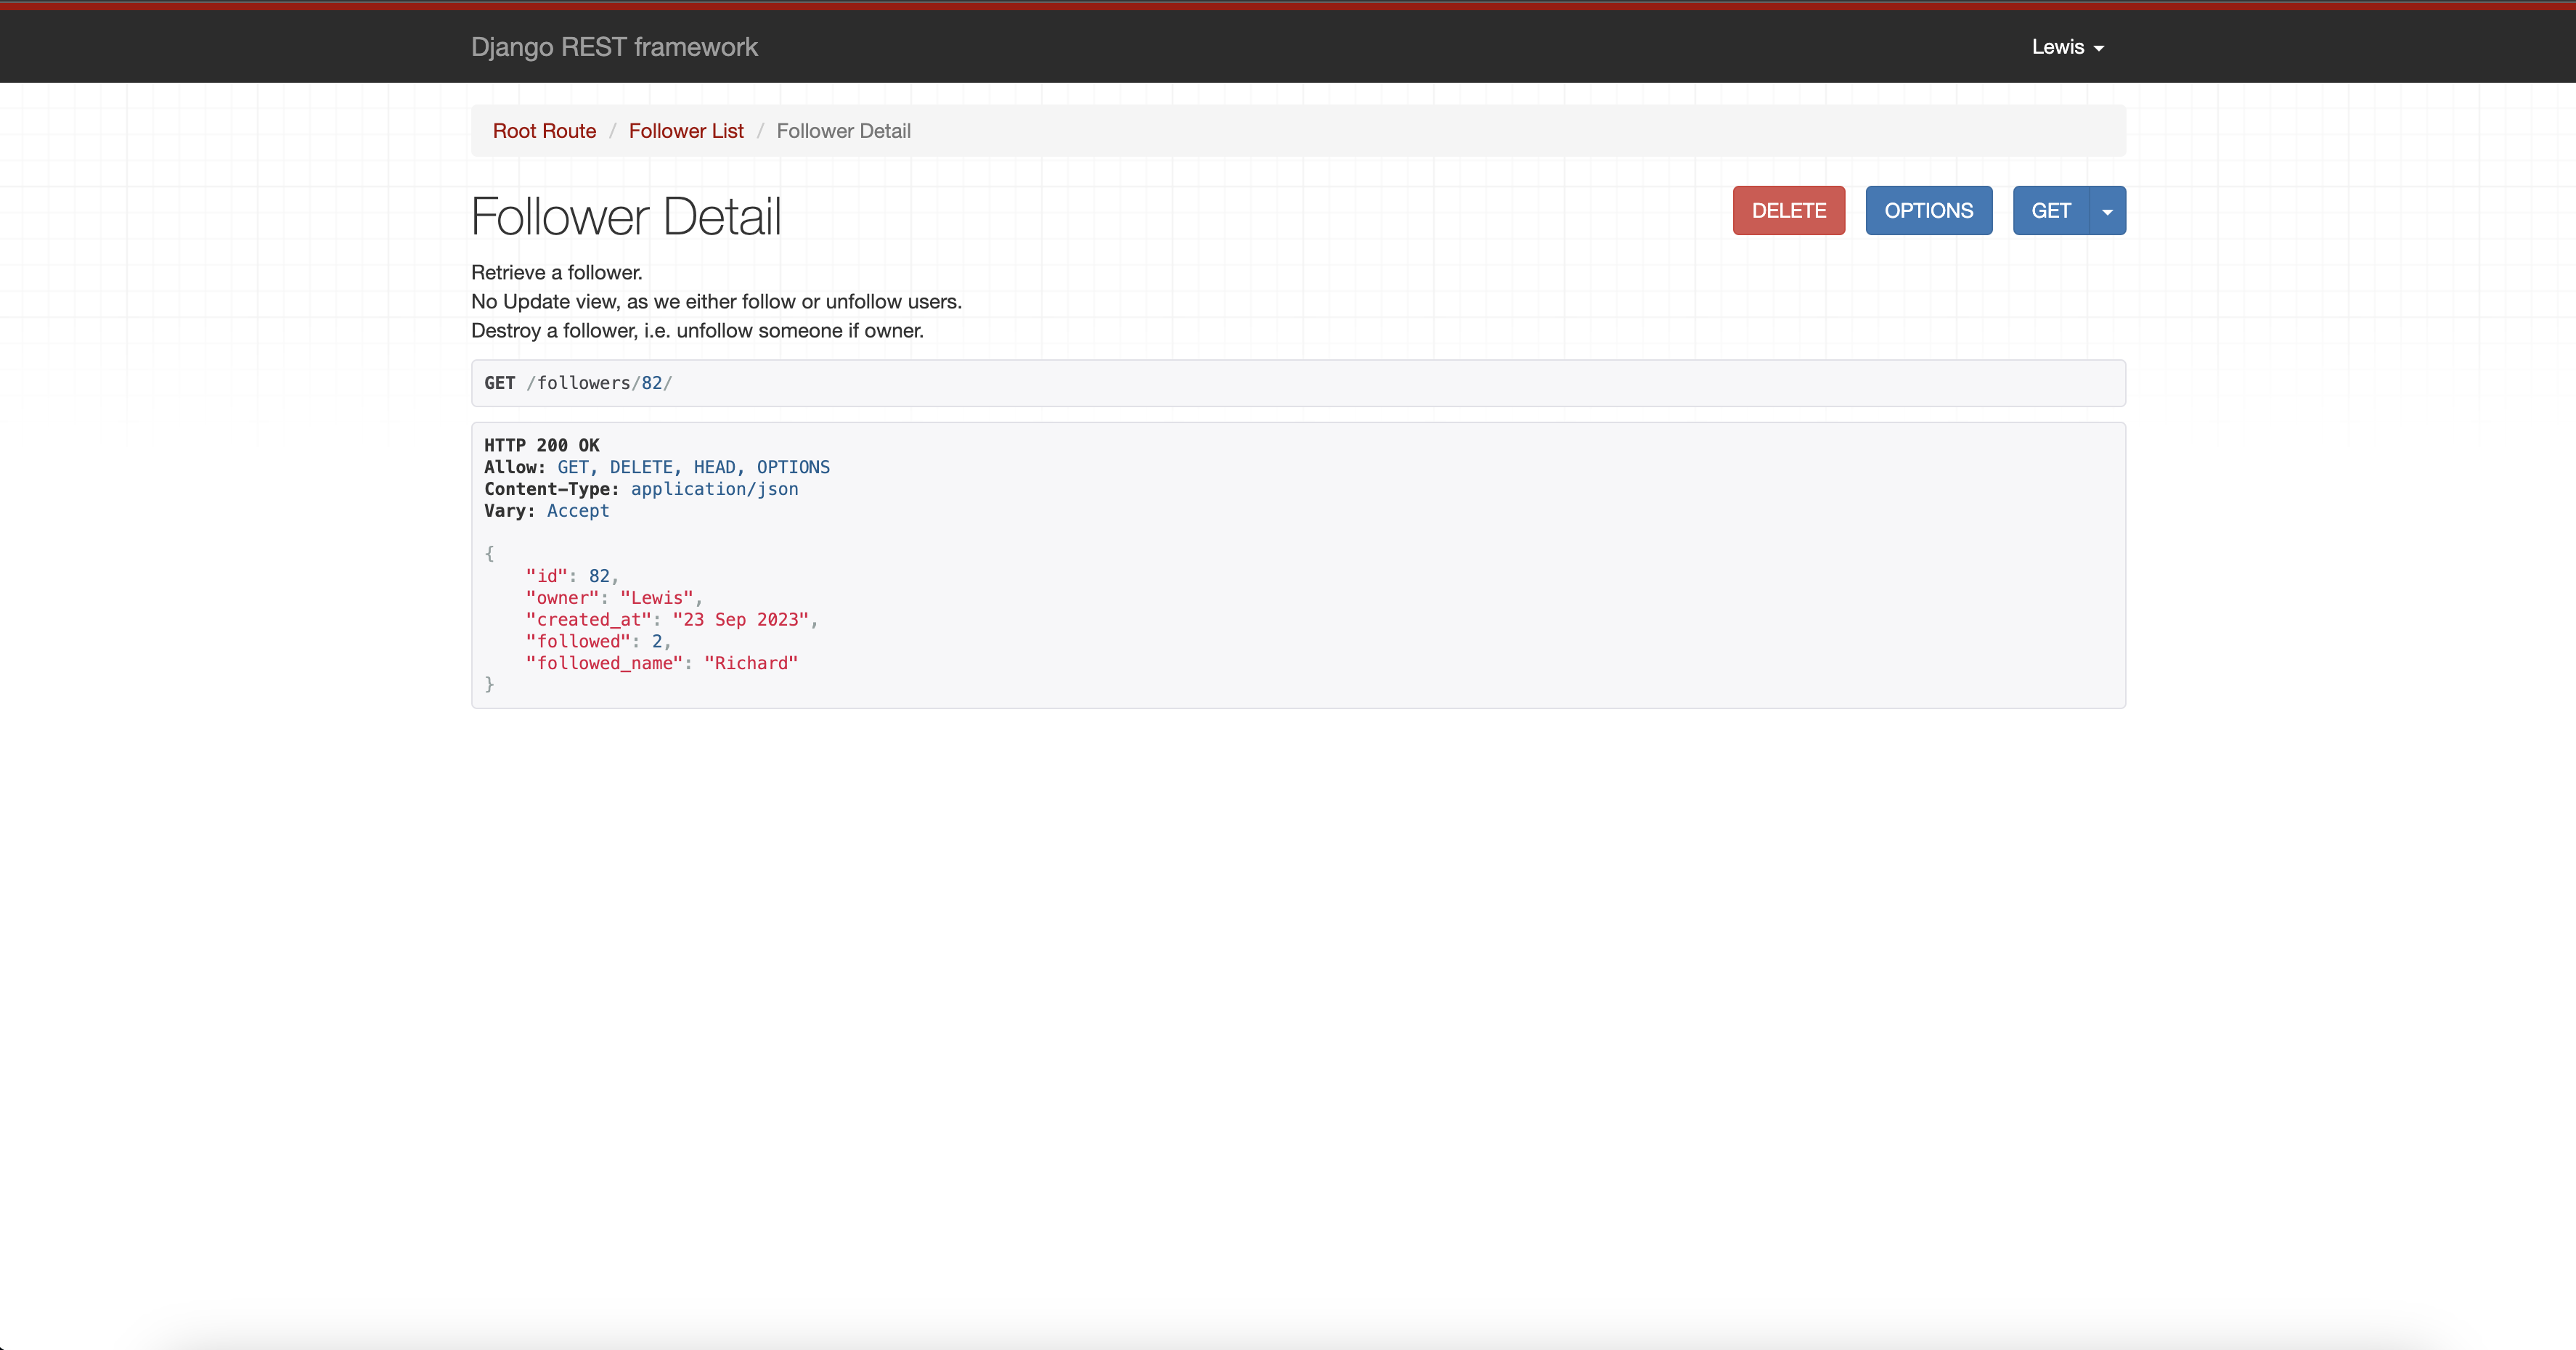 Django REST framework
Lewis
Root Route / Follower List / Follower Detail
Follower Detail
DELETE
OPTIONS
GET
Retrieve a follower.
No Update view, as we either follow or unfollow users.
Destroy a follower, i.e. unfollow someone if owner.
GET /followers/82/
HTTP 200 OK
Allow: GET, DELETE, HEAD, OPTIONS
Content-Type: application/json
Vary: Accept
{
    "id": 82,
    "owner": "Lewis",
    "created_at": "23 Sep 2023",
    "followed": 2,
    "followed_name": "Richard"
}